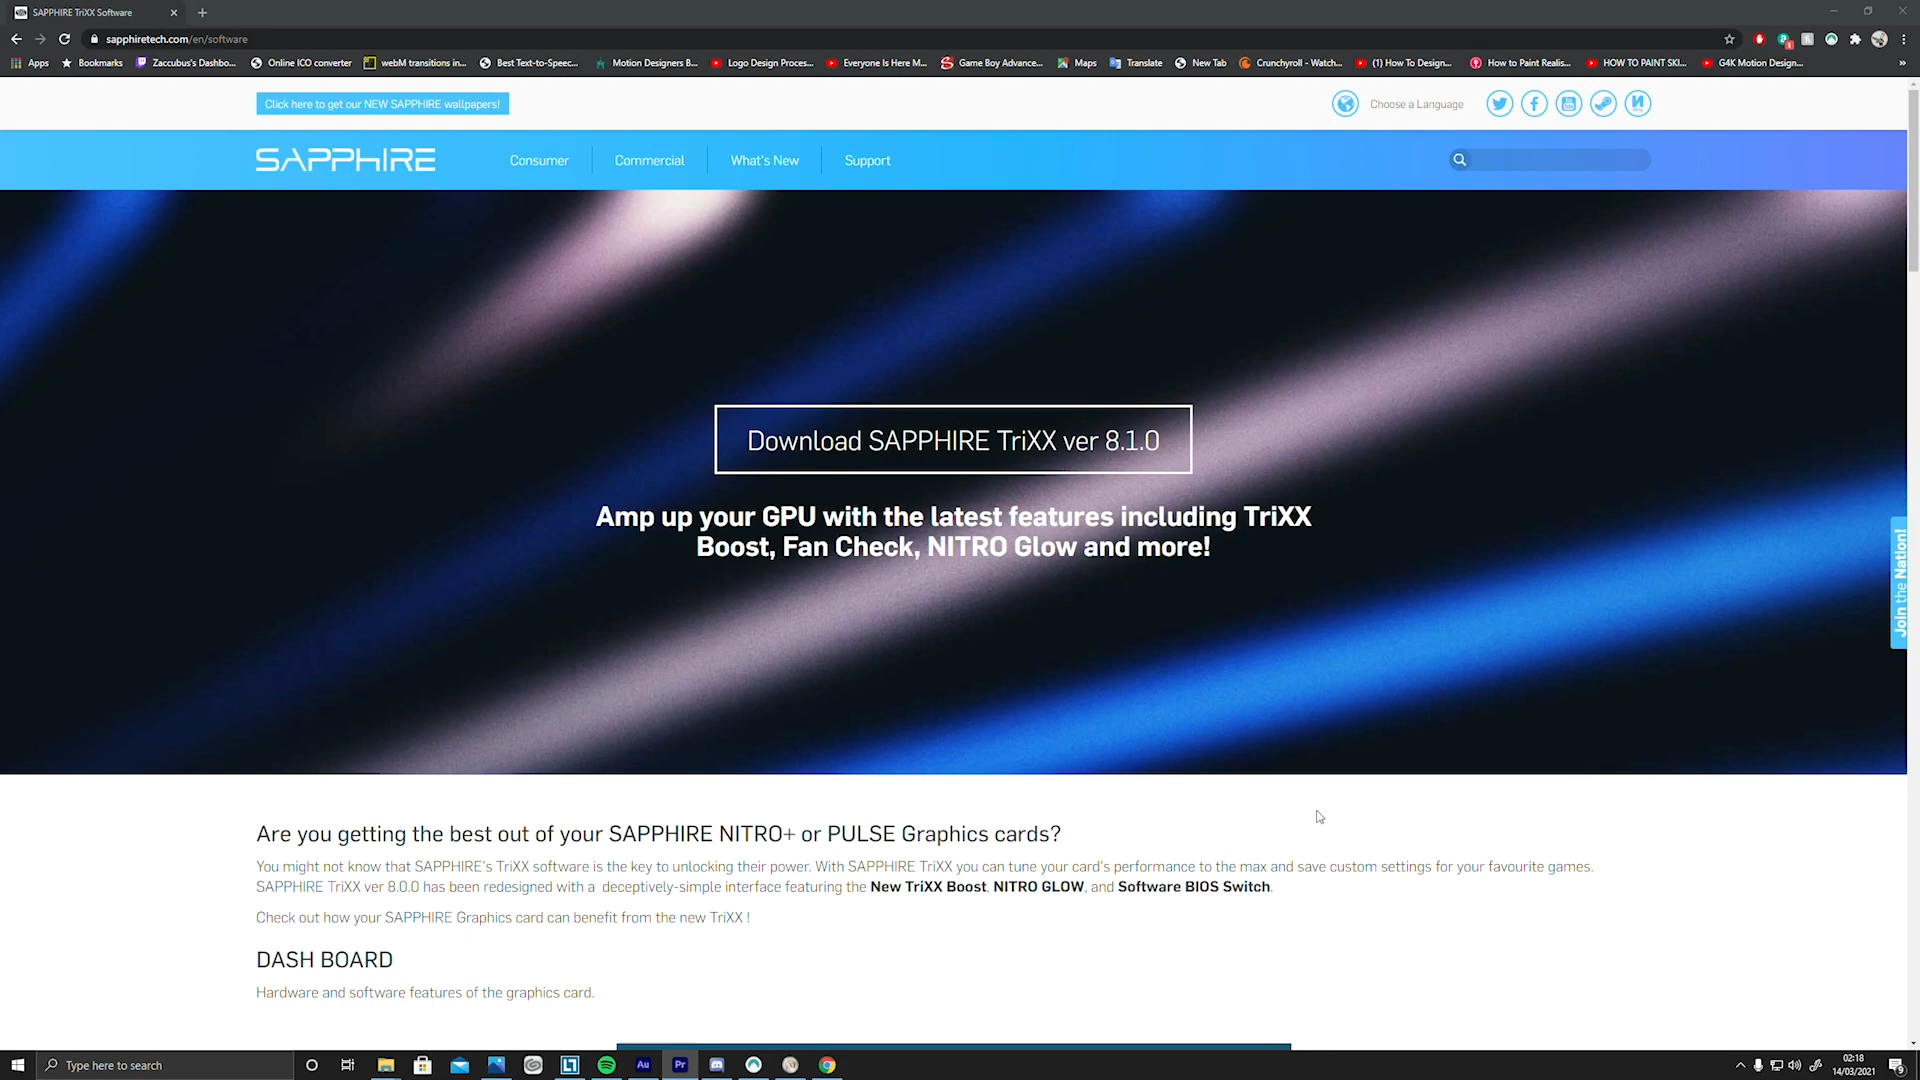 SAPPHIRE TriXX Software
sapphiretech.com/en/software
Apps
Bookmarks
Zaccubus's Dashbo...
Online ICO converter
webM transitions in...
Best Text-to-Speec...
Motion Designers B...
Logo Design Proces...
Everyone Is Here M...
Game Boy Advance...
Maps
Translate
New Tab
Crunchyroll - Watch...
(1) How To Design...
How to Paint Realis...
HOW TO PAINT SKI...
G4K Motion Design...
»
Click here to get our NEW SAPPHIRE wallpapers!
Choose a Language
SAPPHIRE
Consumer
Commercial
What's New
Support
Download SAPPHIRE TriXX ver 8.1.0
Amp up your GPU with the latest features including TriXX
Boost, Fan Check, NITRO Glow and more!
Join the Nation!
Are you getting the best out of your SAPPHIRE NITRO+ or PULSE Graphics cards?
You might not know that SAPPHIRE's TriXX software is the key to unlocking their power. With SAPPHIRE TriXX you can tune your card's performance to the max and save custom settings for your favourite games.
SAPPHIRE TriXX ver 8.0.0 has been redesigned with a deceptively-simple interface featuring the New TriXX Boost, NITRO GLOW, and Software BIOS Switch.
Check out how your SAPPHIRE Graphics card can benefit from the new TriXX !
DASH BOARD
Hardware and software features of the graphics card.
Type here to search
Au
Pr
02:18
14/03/2021